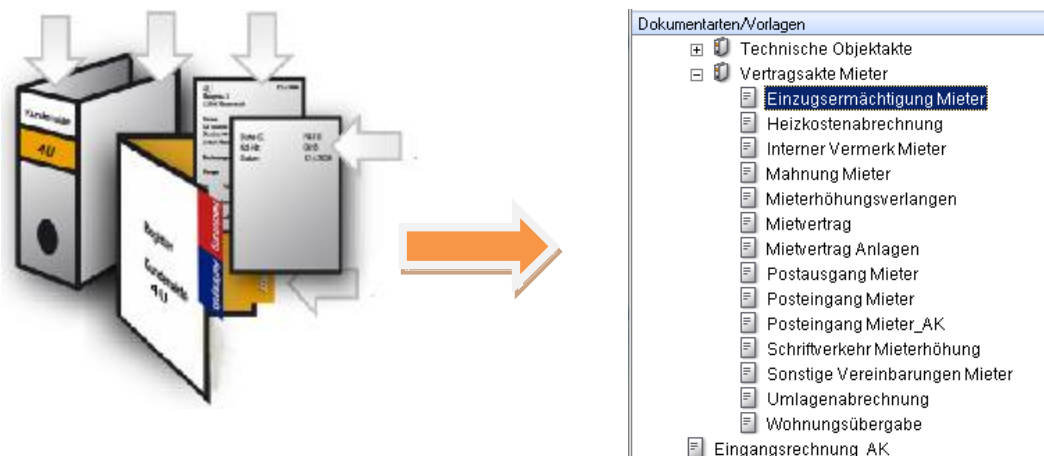 Kundenakte
4U
Register
Kundenakte
4U
Rechnung
Dokumentarten/Vorlagen
Technische Objektakte
Vertragsakte Mieter
Einzugsermächtigung Mieter
Heizkostenabrechnung
Interner Vermerk Mieter
Mahnung Mieter
Mieterhöhungsverlangen
Mietvertrag
Mietvertrag Anlagen
Postausgang Mieter
Posteingang Mieter
Posteingang Mieter_AK
Schriftverkehr Mieterhöhung
Sonstige Vereinbarungen Mieter
Umlagenabrechnung
Wohnungsübergabe
Eingangsrechnung_AK